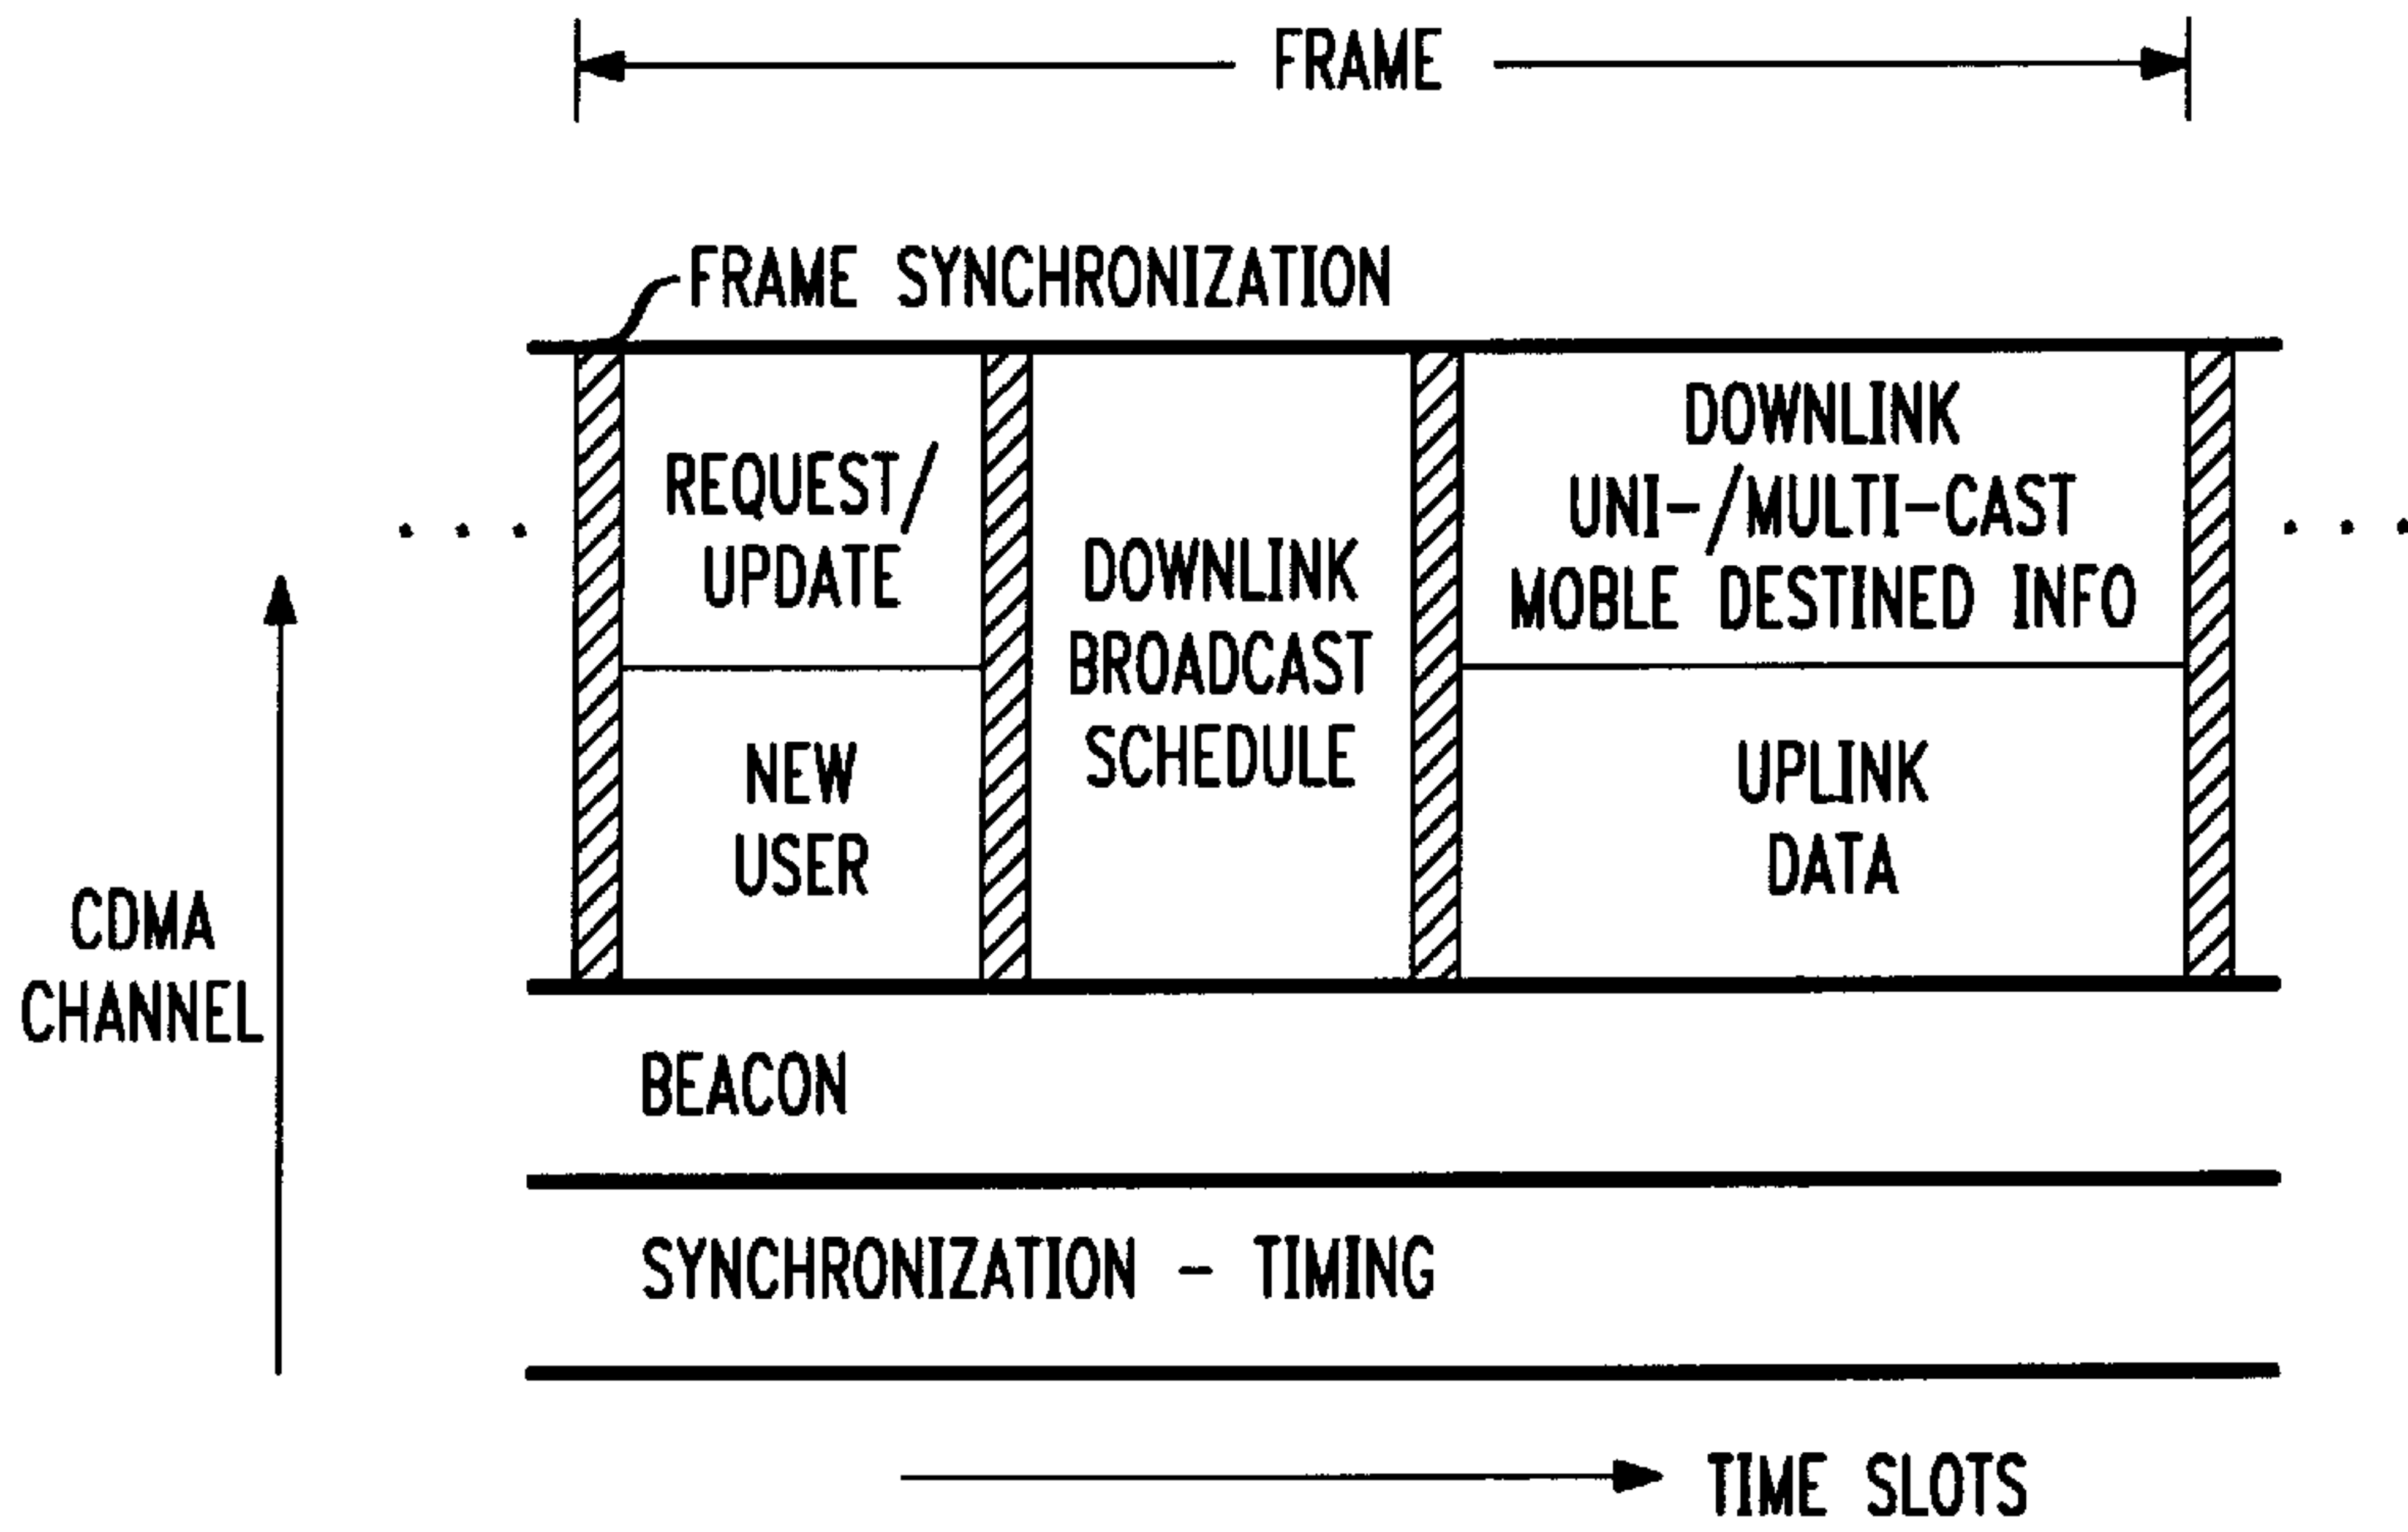 FRAME
FRAME SYNCHRONIZATION
REQUEST/
UPDATE
NEW
USER
DOWNLINK
BROADCAST
SCHEDULE
DOWNLINK
UNI-/MULTI-CAST
MOBLE DESTINED INFO
UPLINK
DATA
CDMA
CHANNEL
BEACON
SYNCHRONIZATION - TIMING
TIME SLOTS